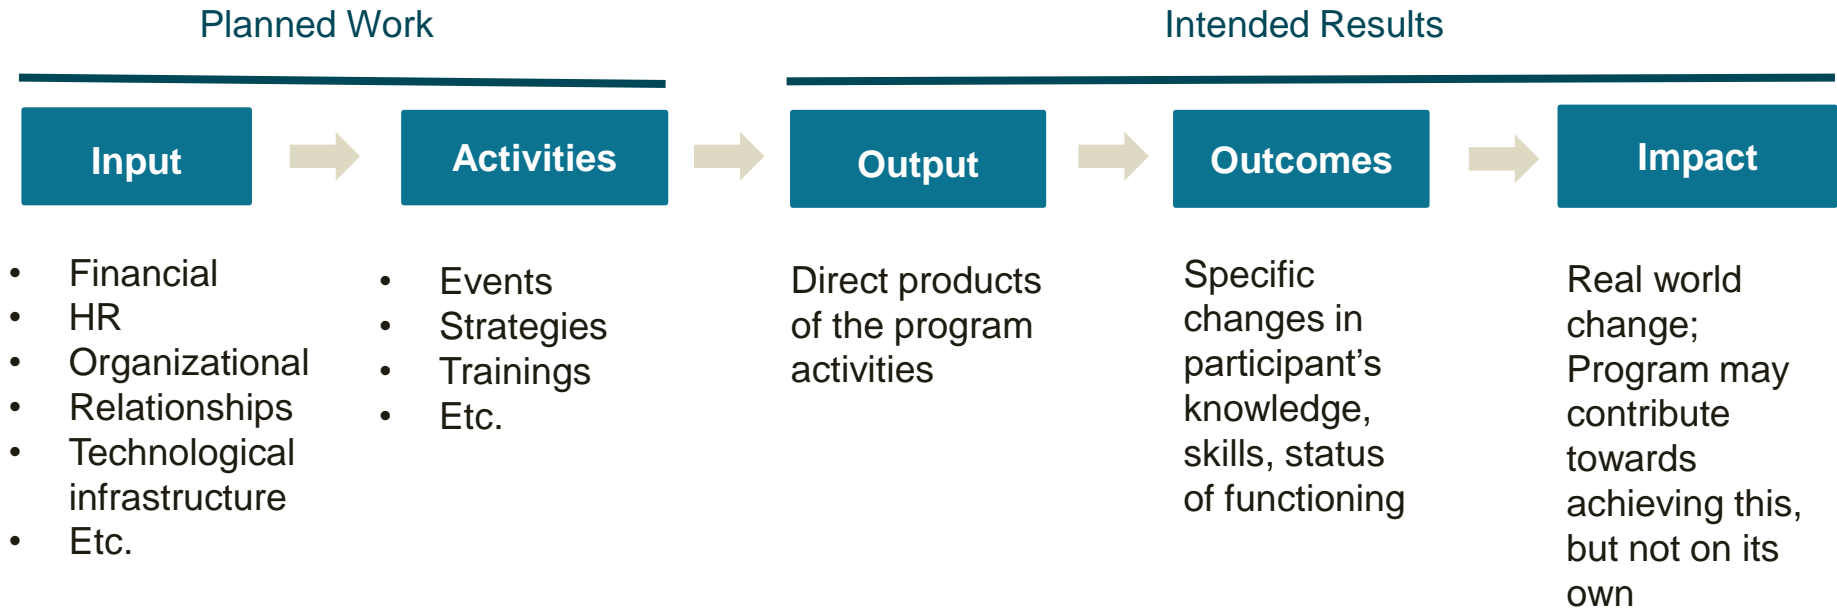 Planned Work
Intended Results
Input
Activities
Output
Outcomes
Impact
• Financial
• HR
• Organizational
• Relationships
• Technological
infrastructure
• Etc.
• Events
• Strategies
• Trainings
• Etc.
Direct products
of the program
activities
Specific
changes in
participant’s
knowledge,
skills, status
of functioning
Real world
change;
Program may
contribute
towards
achieving this,
but not on its
own